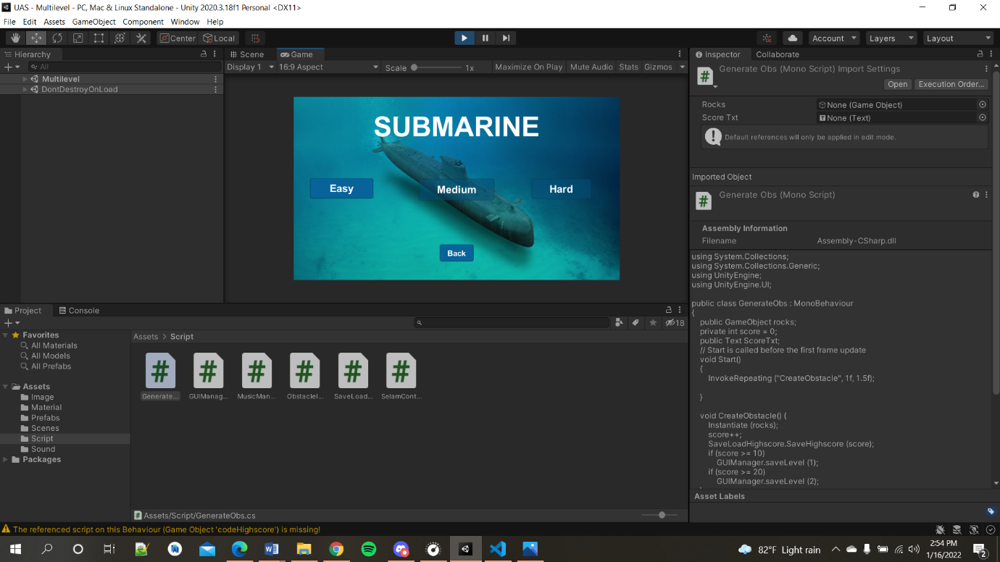 UAS - Multilevel - PC, Mac & Linux Standalone - Unity 2020.3.18f1 Personal <DX11>
File Edit Assets GameObject Component Window Help
Center Local Account Layers Layout
Hierarchy
All
Multilevel
DontDestroyOnLoad
Scene Game
Display 1 16:9 Aspect Scale 1x Maximize On Play Mute Audio Stats Gizmos
SUBMARINE
Easy Medium Hard
Back
Inspector Collaborate
Generate Obs (Mono Script) Import Settings
Open Execution Order...
Rocks None (Game Object)
Score Txt None (Text)
Default references will only be applied in edit mode.
Imported Object
Generate Obs (Mono Script)
Assembly Information
Filename Assembly-CSharp.dll
using System.Collections;
using System.Collections.Generic;
using UnityEngine;
using UnityEngine.UI;
public class GenerateObs : MonoBehaviour
{
public GameObject rocks;
private int score = 0;
public Text ScoreTxt;
// Start is called before the first frame update
void Start()
{
InvokeRepeating ("CreateObstacle", 1f, 1.5f);
}
void CreateObstacle() {
Instantiate (rocks);
score++;
SaveLoadHighscore.SaveHighscore (score);
if (score >= 10)
GUIManager.saveLevel (1);
if (score >= 20)
GUIManager.saveLevel (2);
Asset Labels
Project Console
18
Favorites
All Materials
All Models
All Prefabs
Assets
Image
Material
Prefabs
Scenes
Script
Sound
Packages
Assets > Script
Generate... GUIManag... MusicMan... ObstacleI... SaveLoad... SelamCont...
Assets/Script/GenerateObs.cs
The referenced script on this Behaviour (Game Object 'codeHighscore') is missing!
82°F Light rain
2:54 PM
1/16/2022
2